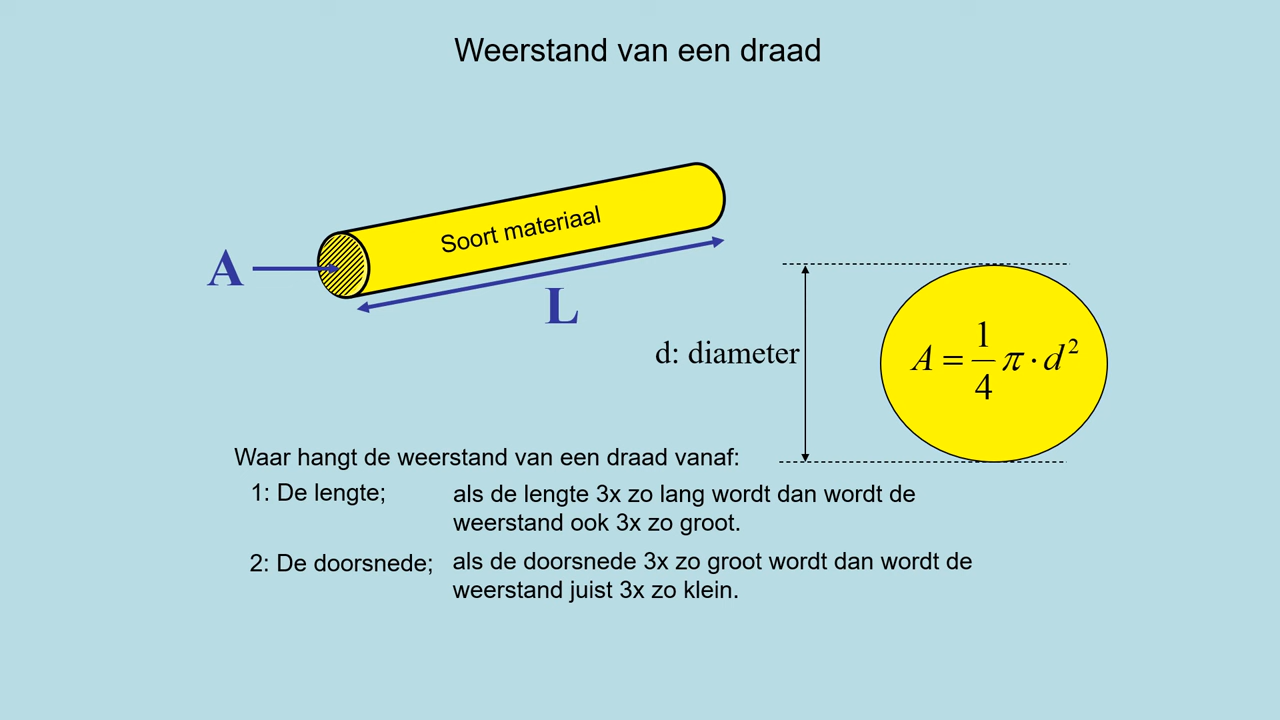 Weerstand van een draad
Soort materiaal
A
L
d: diameter
A = 1/4 π · d²
Waar hangt de weerstand van een draad vanaf:
1: De lengte;
als de lengte 3x zo lang wordt dan wordt de
weerstand ook 3x zo groot.
2: De doorsnede;
als de doorsnede 3x zo groot wordt dan wordt de
weerstand juist 3x zo klein.